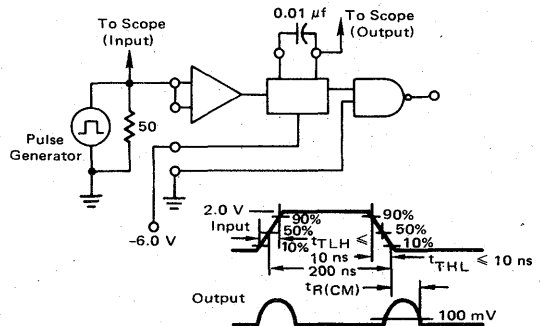 To Scope
(Input)
0.01 μf
To Scope
(Output)
50
Pulse
Generator
-6.0 V
2.0 V
Input
90%
50%
10%
tTLH ≤
10 ns
200 ns
90%
50%
10%
tTHL ≤ 10 ns
tR(CM)
Output
100 mV